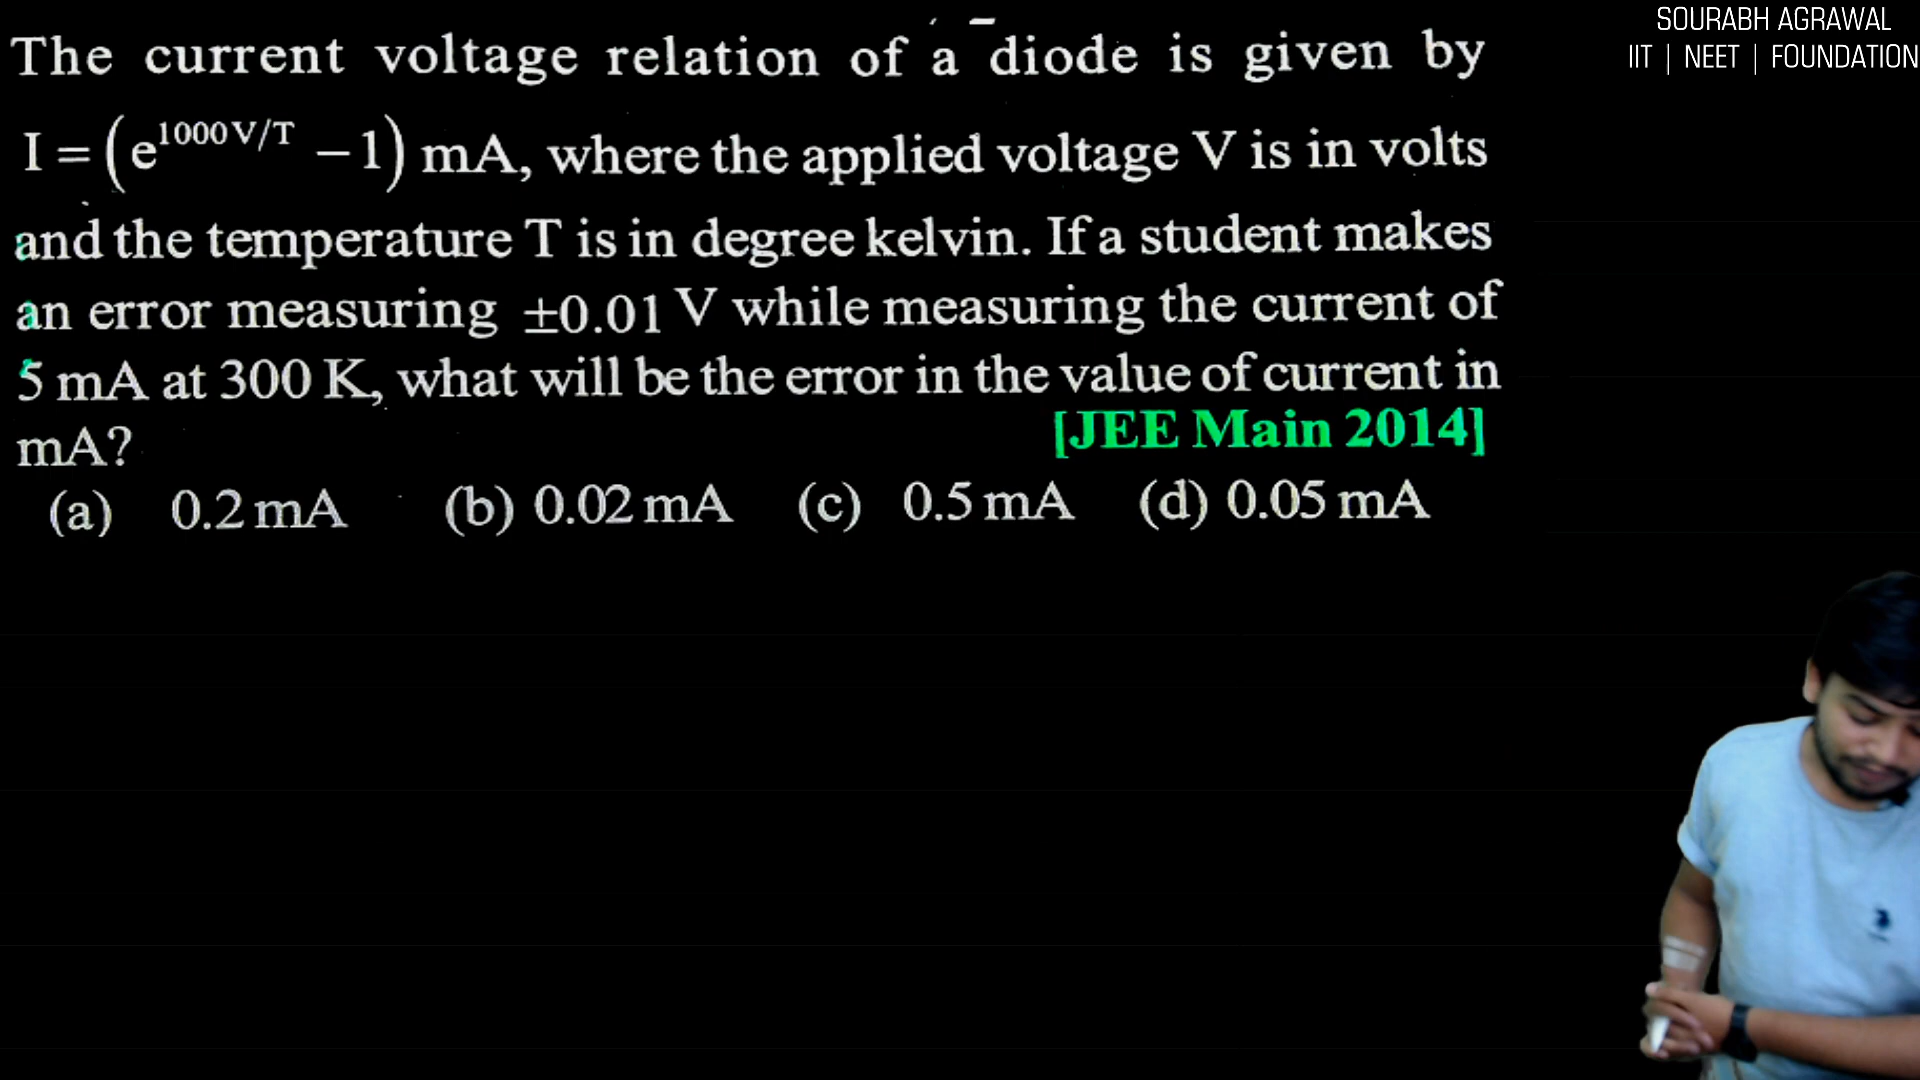 SOURABH AGRAWAL
IIT | NEET | FOUNDATION
The current voltage relation of a diode is given by
I = (e^{1000 V/T} – 1) mA, where the applied voltage V is in volts
and the temperature T is in degree kelvin. If a student makes
an error measuring ±0.01 V while measuring the current of
5 mA at 300 K, what will be the error in the value of current in
mA? [JEE Main 2014]
(a) 0.2 mA (b) 0.02 mA (c) 0.5 mA (d) 0.05 mA